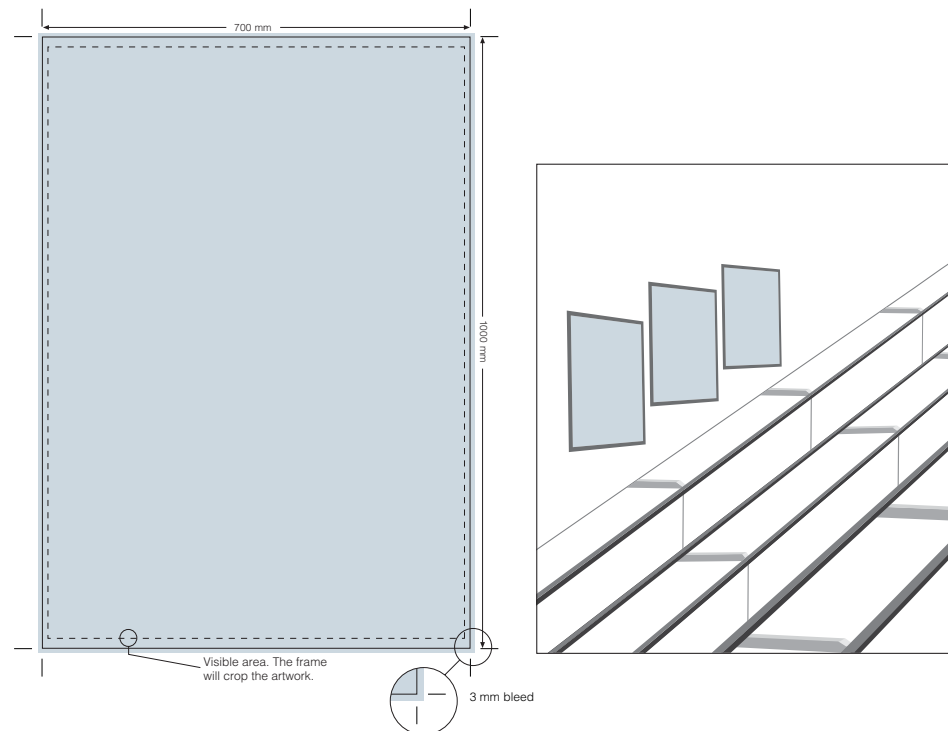 700 mm
1000 mm
Visible area. The frame
will crop the artwork.
3 mm bleed